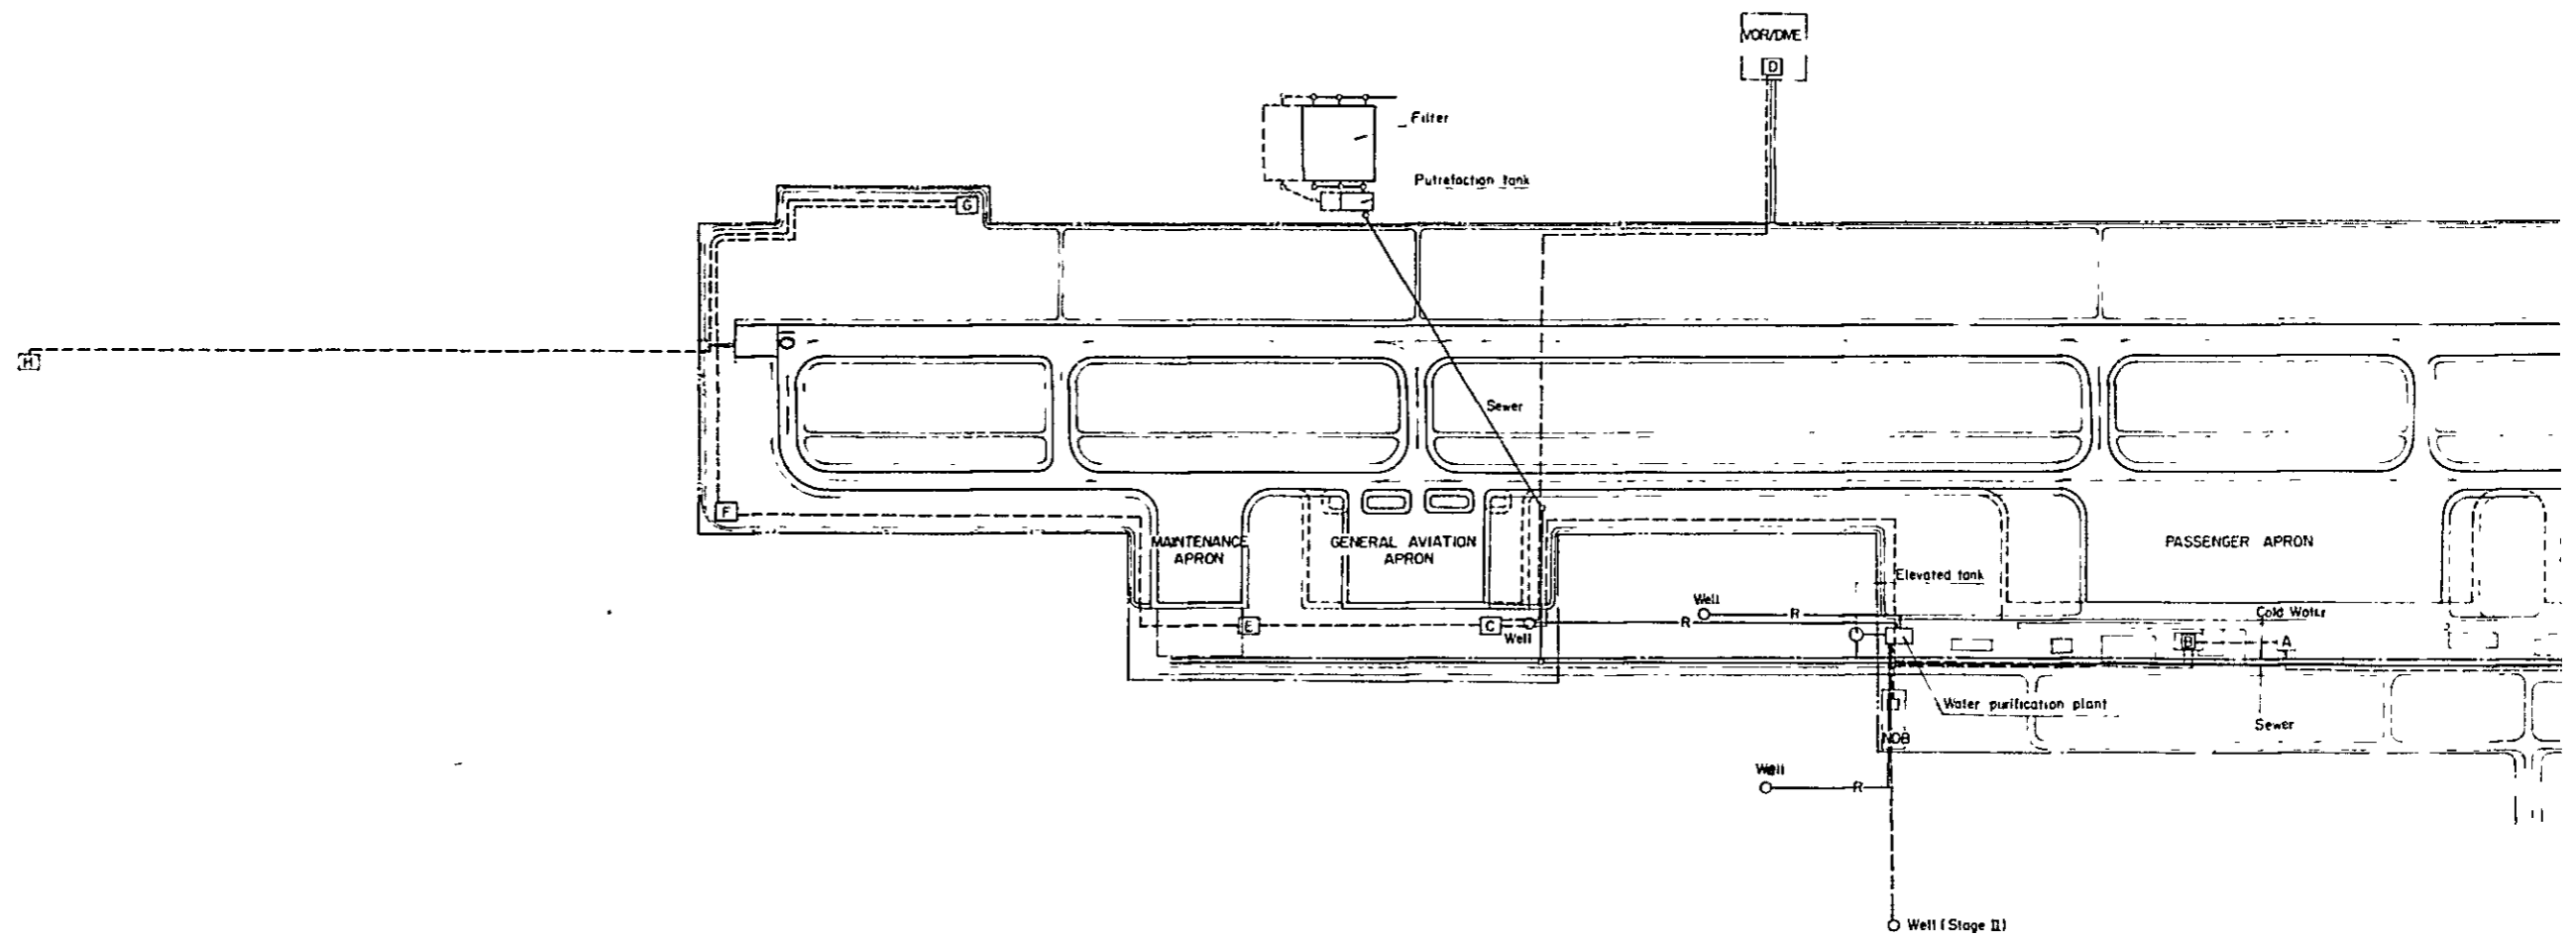 VOR/DME
D
Filter
Putrefaction tank
G
H
Sewer
F
MAINTENANCE
APRON
GENERAL AVIATION
APRON
PASSENGER APRON
Elevated tank
Well
R
Cold Water
R
E
C
Well
B
A
Water purification plant
Sewer
NDB
Well
R
Well (Stage II)